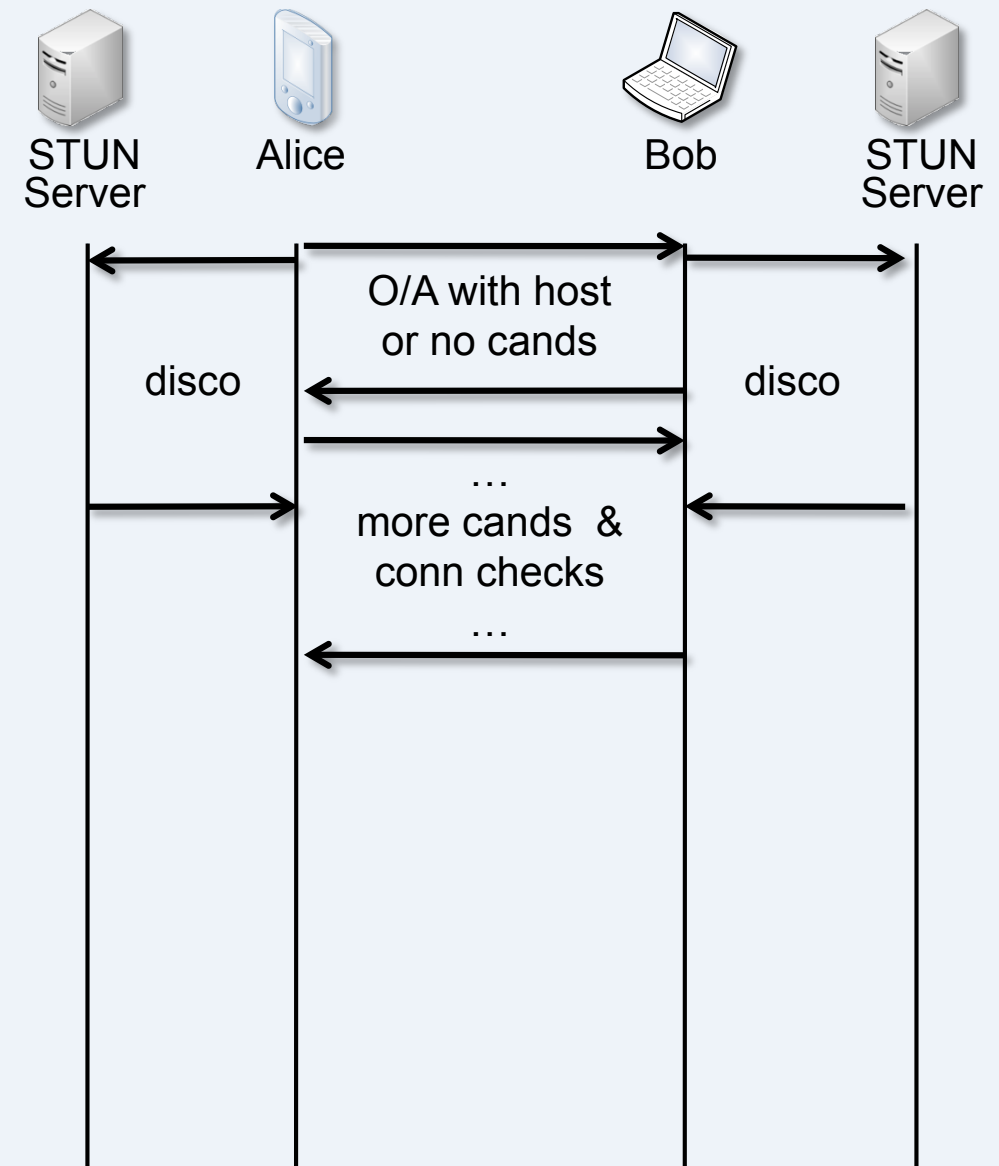 STUN
Server
Alice
Bob
STUN
Server
O/A with host
or no cands
disco
disco
…
more cands &
conn checks
…